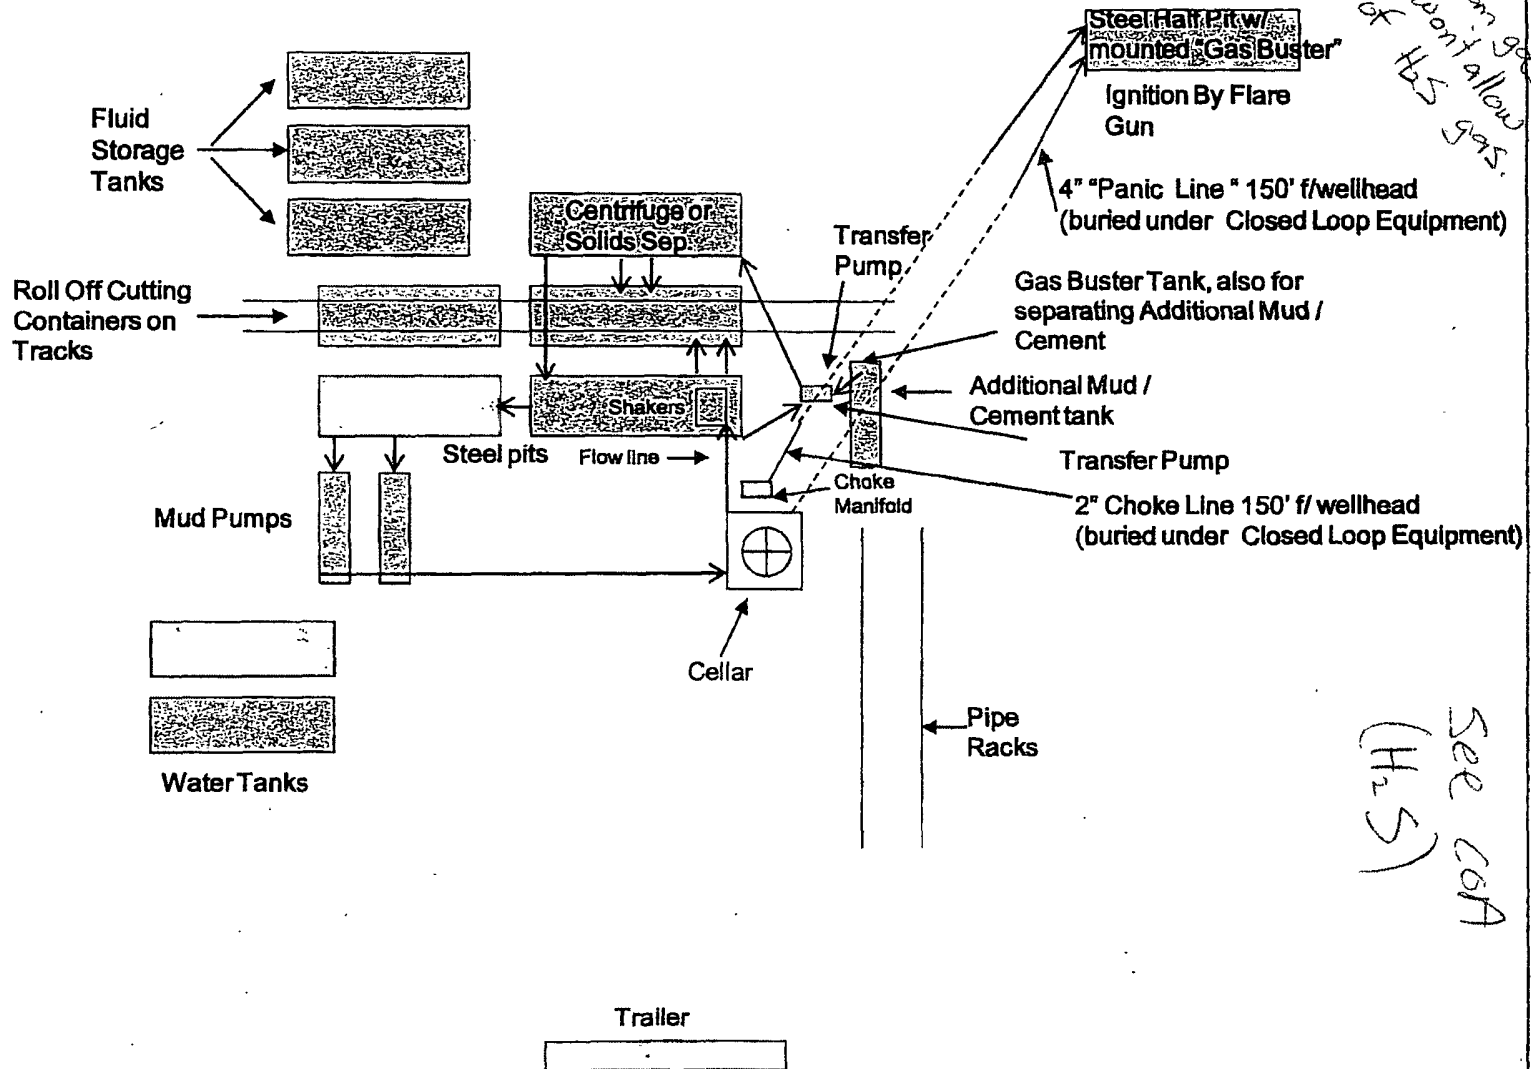 Steel Half Pit w/
mounted "Gas Buster"
Ignition By Flare
Gun
won't allow
of H2S gas.
Fluid
Storage
Tanks
4" "Panic Line " 150' f/wellhead
(buried under Closed Loop Equipment)
Centrifuge or
Solids Sep.
Transfer
Pump
Gas Buster Tank, also for
separating Additional Mud /
Cement
Roll Off Cutting
Containers on
Tracks
Additional Mud /
Cement tank
Shakers
Steel pits
Flow line
Transfer Pump
Choke
Manifold
2" Choke Line 150' f/ wellhead
(buried under Closed Loop Equipment)
Mud Pumps
Cellar
Pipe
Racks
Water Tanks
See COA
(H2S)
Trailer